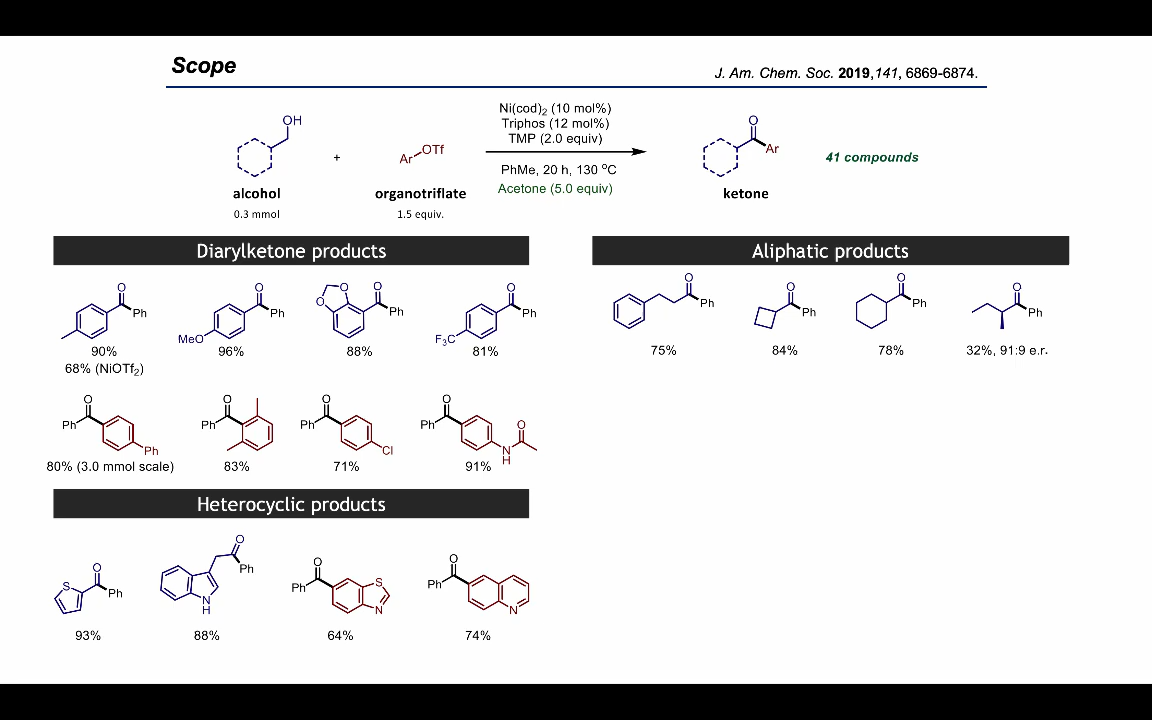 Scope
J. Am. Chem. Soc. 2019,141, 6869-6874.
OH
+
Ar
OTf
Ni(cod)2 (10 mol%)
Triphos (12 mol%)
TMP (2.0 equiv)
PhMe, 20 h, 130 ºC
Acetone (5.0 equiv)
O
Ar
41 compounds
alcohol
organotriflate
ketone
0.3 mmol
1.5 equiv.
Diarylketone products
O
Ph
90%
68% (NiOTf2)
O
MeO
Ph
96%
O
O
O
Ph
88%
O
F3C
Ph
81%
O
Ph
Ph
80% (3.0 mmol scale)
O
Ph
83%
O
Ph
Cl
71%
O
Ph
N
H
O
91%
Heterocyclic products
S
O
Ph
93%
O
Ph
N
H
88%
O
Ph
S
N
64%
O
Ph
N
74%
Aliphatic products
O
Ph
75%
O
Ph
84%
O
Ph
78%
O
Ph
32%, 91:9 e.r.